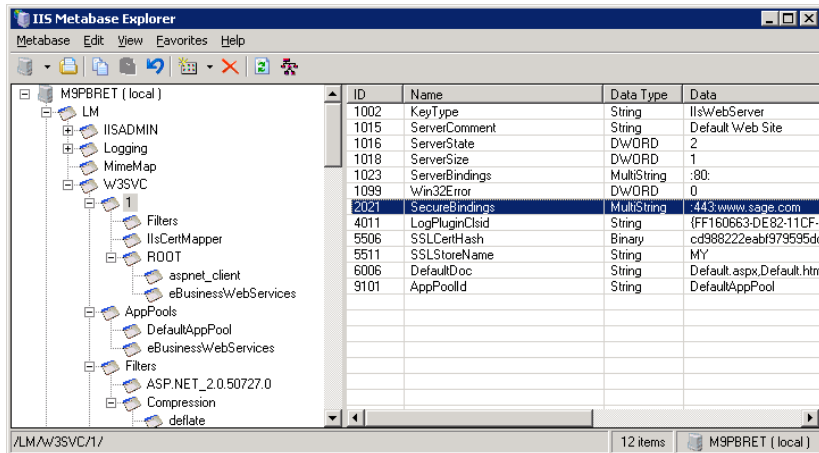 IIS Metabase Explorer
Metabase Edit View Favorites Help
M9PBRET ( local )
LM
IISADMIN
Logging
MimeMap
W3SVC
1
Filters
IIsCertMapper
ROOT
aspnet_client
eBusinessWebServices
AppPools
DefaultAppPool
eBusinessWebServices
Filters
ASP.NET_2.0.50727.0
Compression
deflate
ID Name Data Type Data
1002 KeyType String IIsWebServer
1015 ServerComment String Default Web Site
1016 ServerState DWORD 2
1018 ServerSize DWORD 1
1023 ServerBindings MultiString :80:
1099 Win32Error DWORD 0
2021 SecureBindings MultiString :443:www.sage.com
4011 LogPluginClsid String {FF160663-DE82-11CF-
5506 SSLCertHash Binary cd988222eabf979595dc
5511 SSLStoreName String MY
6006 DefaultDoc String Default.aspx,Default.htm
9101 AppPoolId String DefaultAppPool
/LM/W3SVC/1/ 12 items M9PBRET ( local )